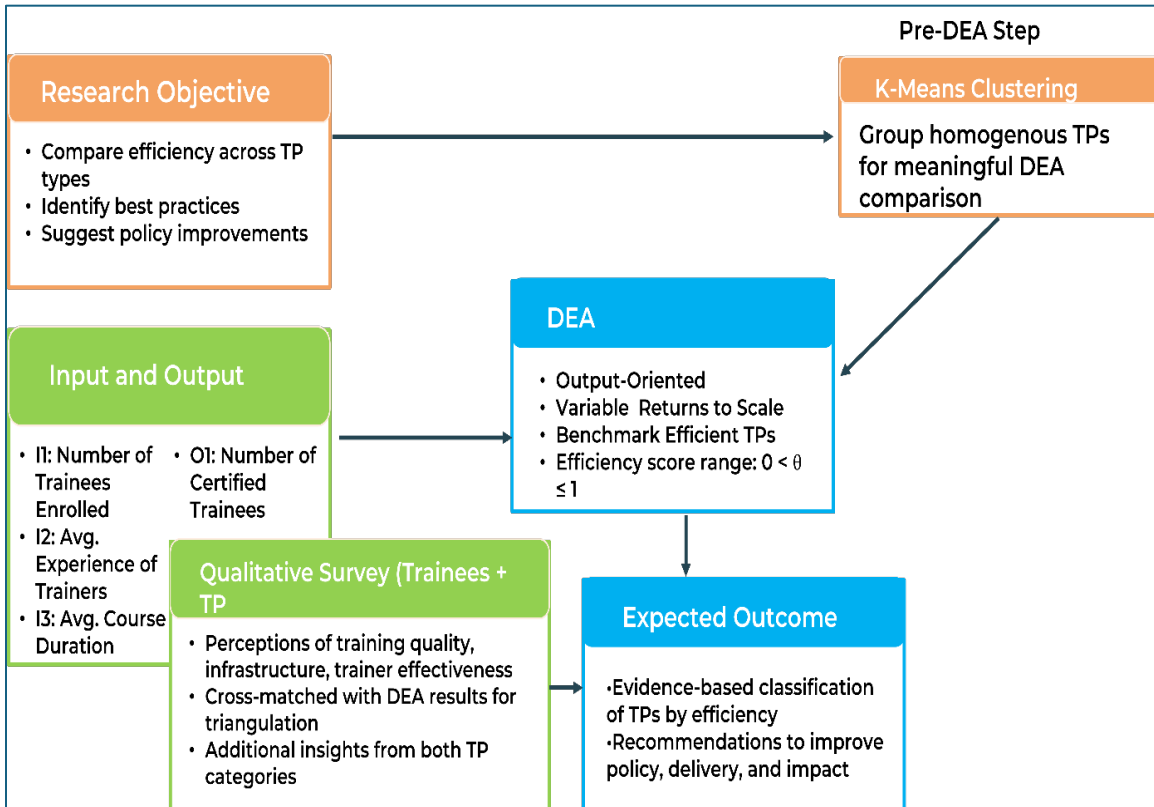 Pre-DEA Step
Research Objective
• Compare efficiency across TP
types
• Identify best practices
• Suggest policy improvements
K-Means Clustering
Group homogenous TPs
for meaningful DEA
comparison
Input and Output
• I1: Number of
Trainees
Enrolled
• I2: Avg.
Experience of
Trainers
• I3: Avg. Course
Duration
• O1: Number of
Certified
Trainees
DEA
• Output-Oriented
• Variable Returns to Scale
• Benchmark Efficient TPs
• Efficiency score range: 0 < θ
≤ 1
Qualitative Survey (Trainees +
TP
• Perceptions of training quality,
infrastructure, trainer effectiveness
• Cross-matched with DEA results for
triangulation
• Additional insights from both TP
categories
Expected Outcome
•Evidence-based classification
of TPs by efficiency
•Recommendations to improve
policy, delivery, and impact